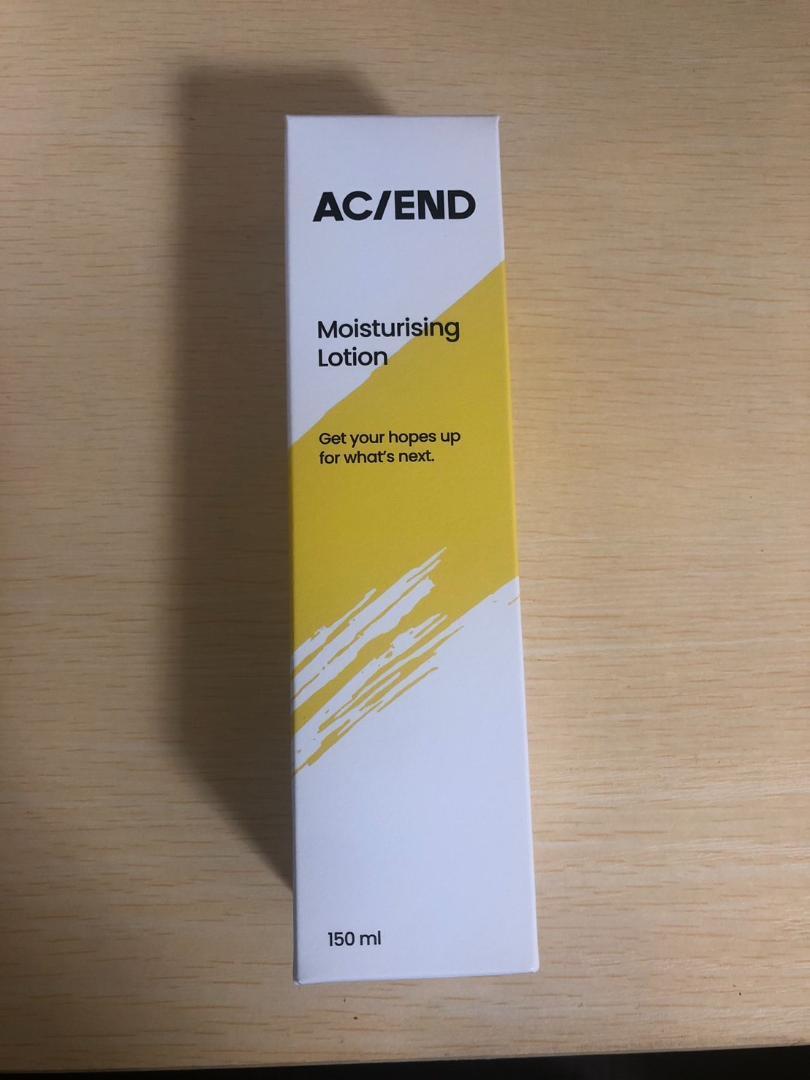 AC/END
Moisturising
Lotion
Get your hopes up
for what's next.
150 ml